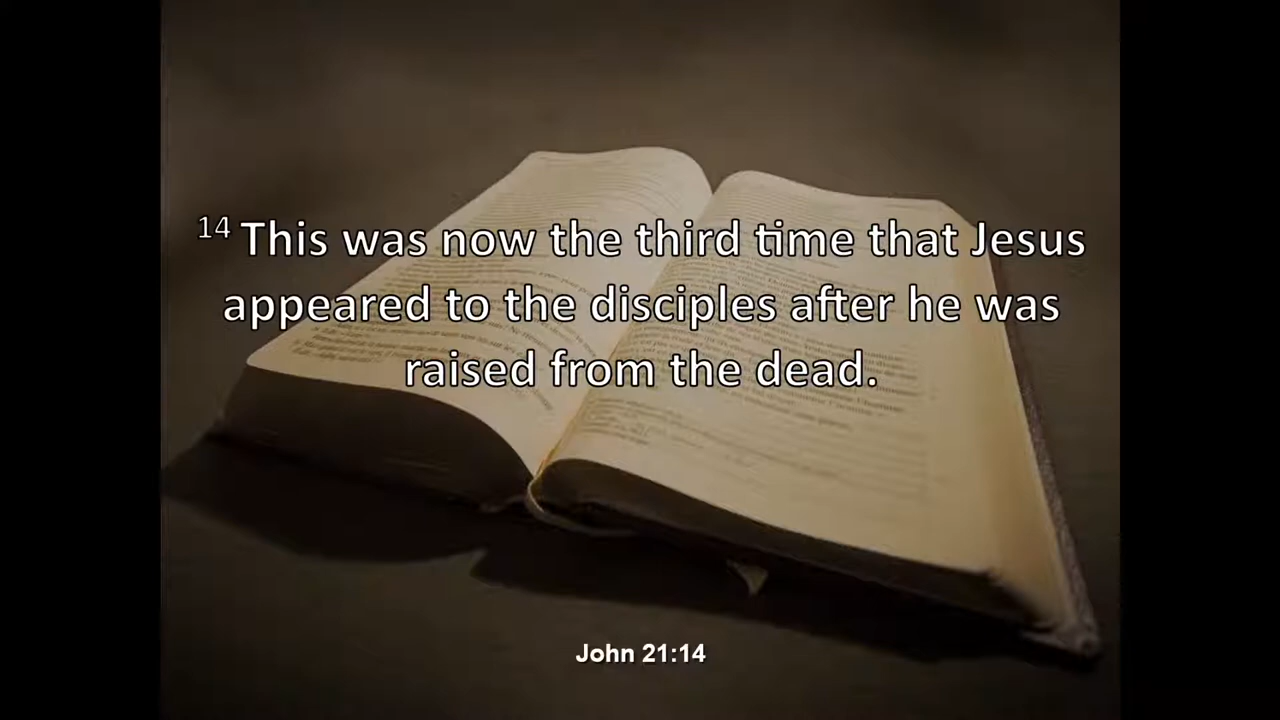 14 This was now the third time that Jesus
appeared to the disciples after he was
raised from the dead.
John 21:14